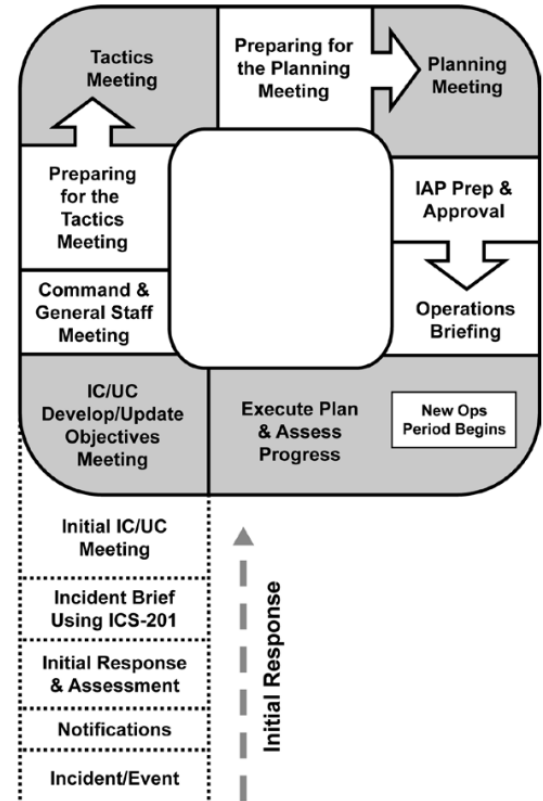 Tactics
Meeting
Preparing for
the Planning
Meeting
Planning
Meeting
Preparing
for the
Tactics
Meeting
IAP Prep &
Approval
Command &
General Staff
Meeting
Operations
Briefing
IC/UC
Develop/Update
Objectives
Meeting
Execute Plan
& Assess
Progress
New Ops
Period Begins
Initial IC/UC
Meeting
Incident Brief
Using ICS-201
Initial Response
& Assessment
Notifications
Incident/Event
Initial Response